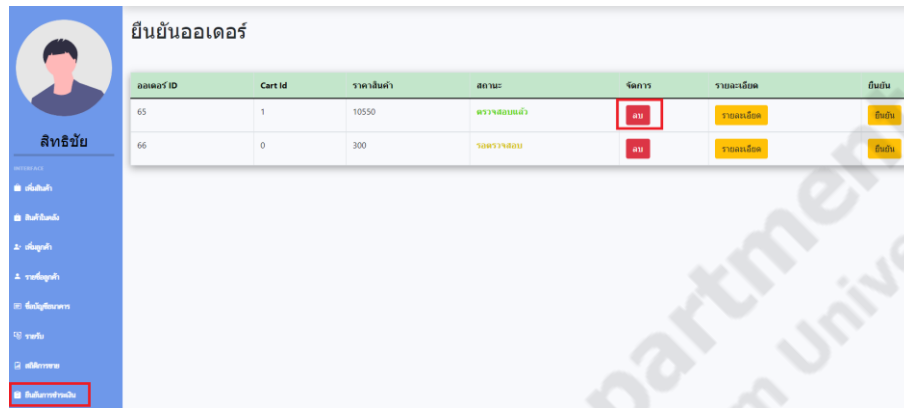 ยืนยันออเดอร์
ออเดอร์ ID Cart Id ราคาสินค้า สถานะ จัดการ รายละเอียด ยืนยัน
65 1 10550 ตรวจสอบแล้ว ลบ รายละเอียด ยืนยัน
66 0 300 รอตรวจสอบ ลบ รายละเอียด ยืนยัน
สิทธิชัย
INTERFACE
เพิ่มสินค้า
สินค้าในคลัง
เพิ่มลูกค้า
รายชื่อลูกค้า
ชื่อบัญชีธนาคาร
รายรับ
สถิติการขาย
ยืนยันการชำระเงิน